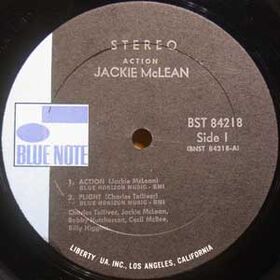 STEREO
ACTION
JACKIE McLEAN
BST 84218
Side 1
(BNST 84218-A)
BLUE NOTE
1. ACTION (Jackie McLean)
BLUE HORIZON MUSIC - BMI
2. PLIGHT (Charles Tolliver)
BLUE HORIZON MUSIC - BMI
Charles Tolliver, Jackie McLean,
Bobby Hutcherson, Cecil McBee,
Billy Higgins
LIBERTY UA, INC., LOS ANGELES, CALIFORNIA